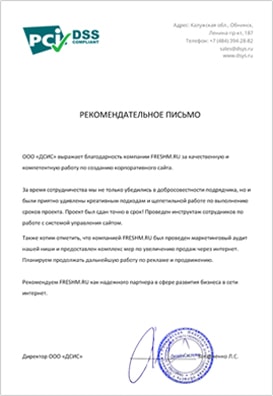 PCI DSS
COMPLIANT
Адрес: Калужская обл., Обнинск,
Ленина пр-кт, 187
Телефон: +7 (484) 394 28 82
sales@dsys.ru
www.dsys.ru
РЕКОМЕНДАТЕЛЬНОЕ ПИСЬМО
ООО «ДСИС» выражает благодарность компании FRESHM.RU за качественную и
компетентную работу по созданию корпоративного сайта.
За время сотрудничества мы не только убедились в добросовестности подрядчика, но и
были приятно удивлены креативным подходам и щепетильной работе по выполнению
сроков проекта. Проект был сдан точно в срок! Проведен инструктаж сотрудников по
работе с системой управления сайтом.
Также хотим отметить, что компанией FRESHM.RU был проведен маркетинговый аудит
нашей ниши и предоставлен комплекс мер по увеличению продаж через интернет.
Планируем продолжать дальнейшую работу по рекламе и продвижению.
Рекомендуем FRESHM.RU как надежного партнера в сфере развития бизнеса в сети
интернет.
Директор ООО «ДСИС» Л.С.